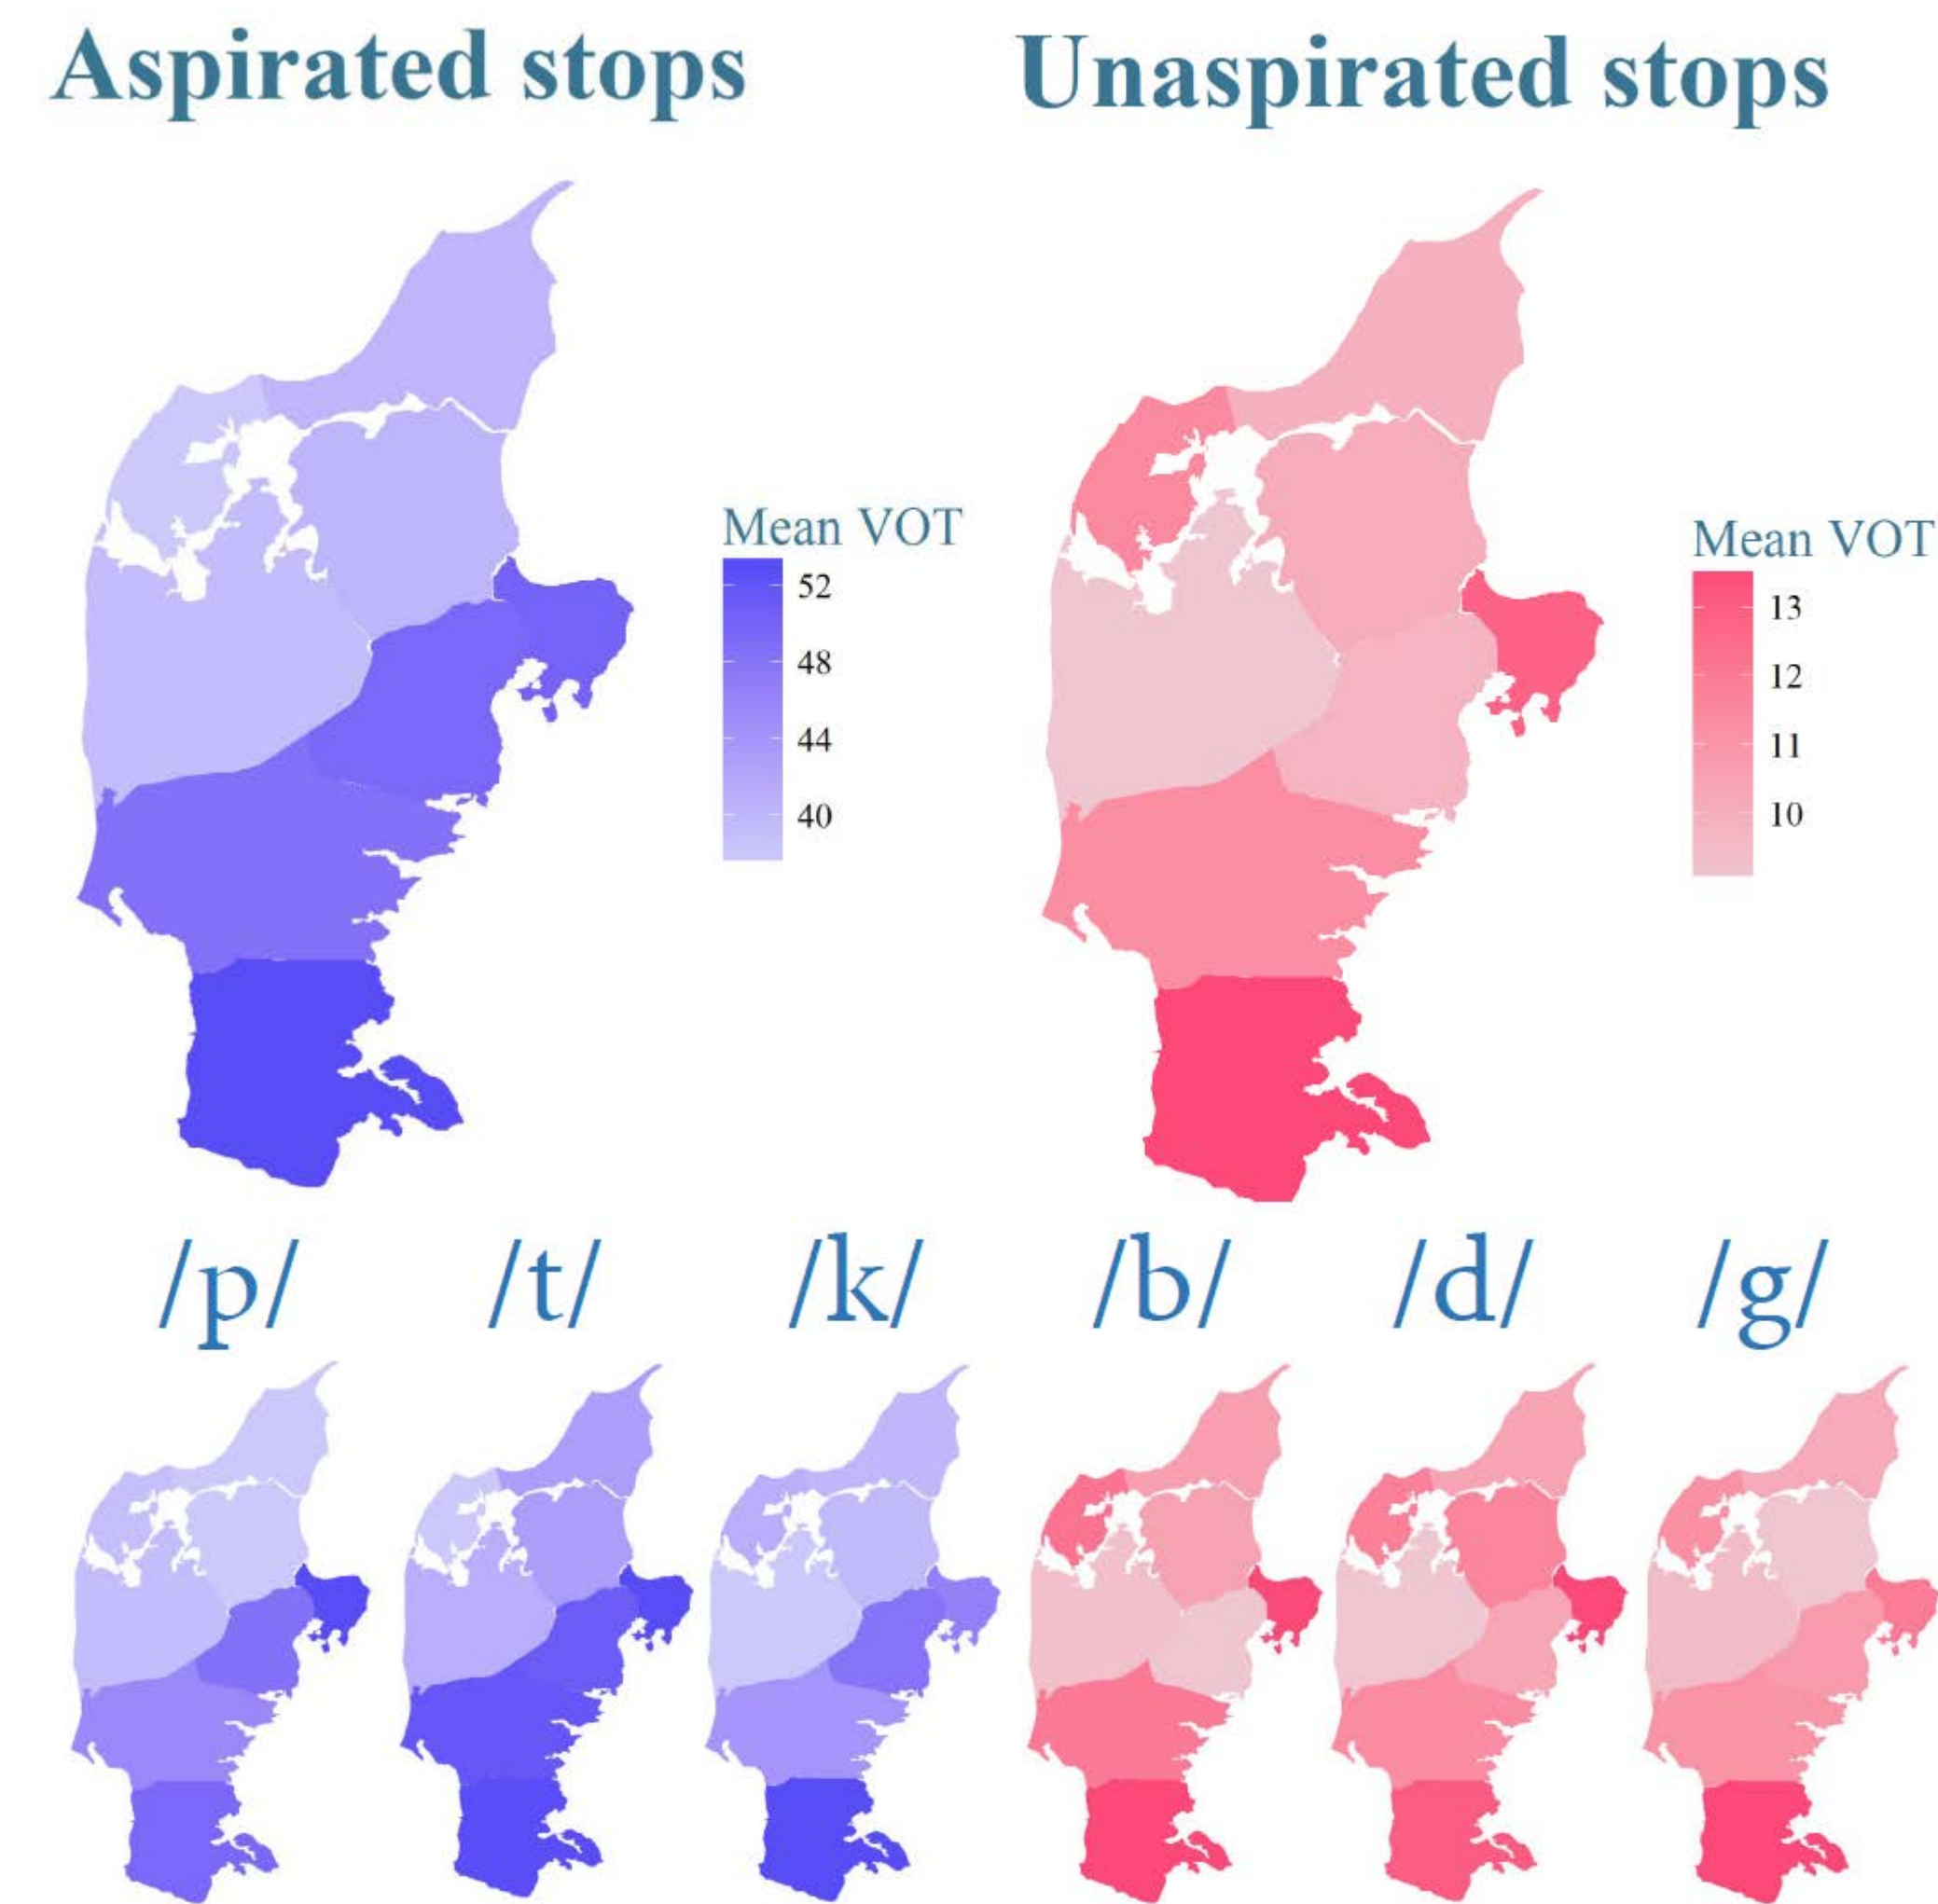 Aspirated stops
Unaspirated stops
Mean VOT
52
48
44
40
Mean VOT
13
12
11
10
/p/ /t/ /k/ /b/ /d/ /g/